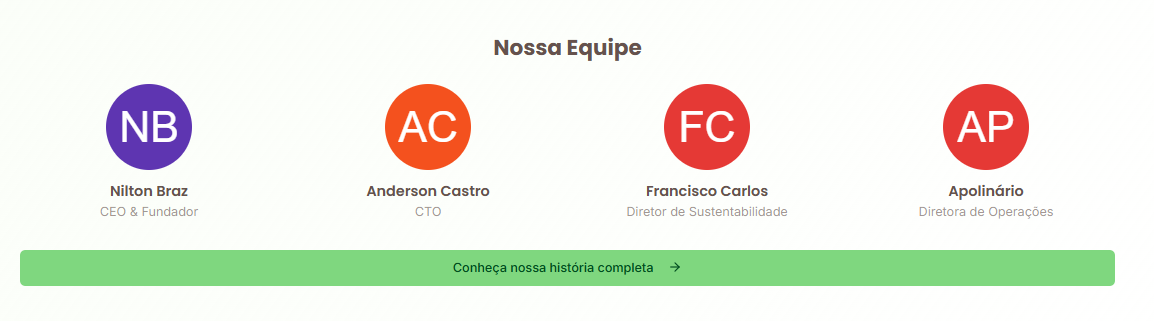 Nossa Equipe
NB
AC
FC
AP
Nilton Braz
Anderson Castro
Francisco Carlos
Apolinário
CEO & Fundador
CTO
Diretor de Sustentabilidade
Diretora de Operações
Conheça nossa história completa →